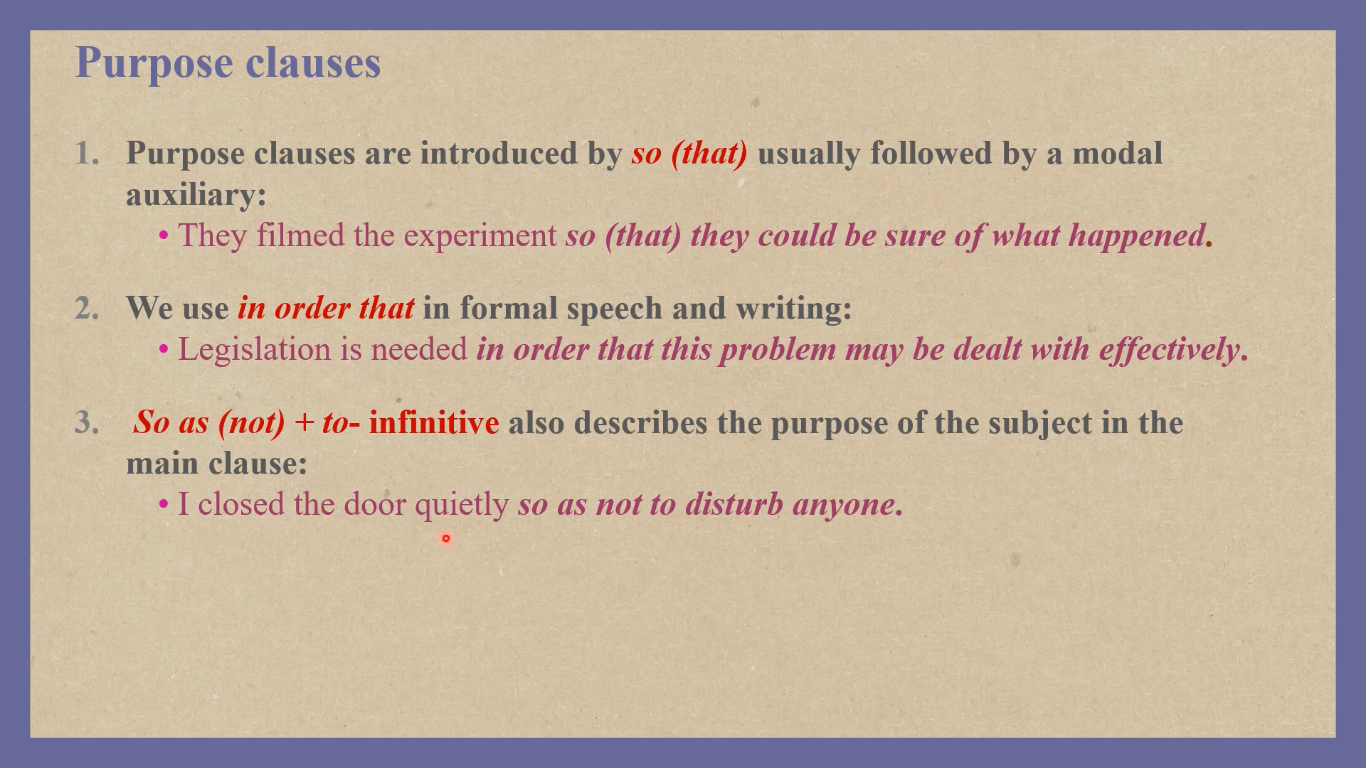 Purpose clauses
1. Purpose clauses are introduced by so (that) usually followed by a modal
auxiliary:
• They filmed the experiment so (that) they could be sure of what happened.
2. We use in order that in formal speech and writing:
• Legislation is needed in order that this problem may be dealt with effectively.
3. So as (not) + to- infinitive also describes the purpose of the subject in the
main clause:
• I closed the door quietly so as not to disturb anyone.